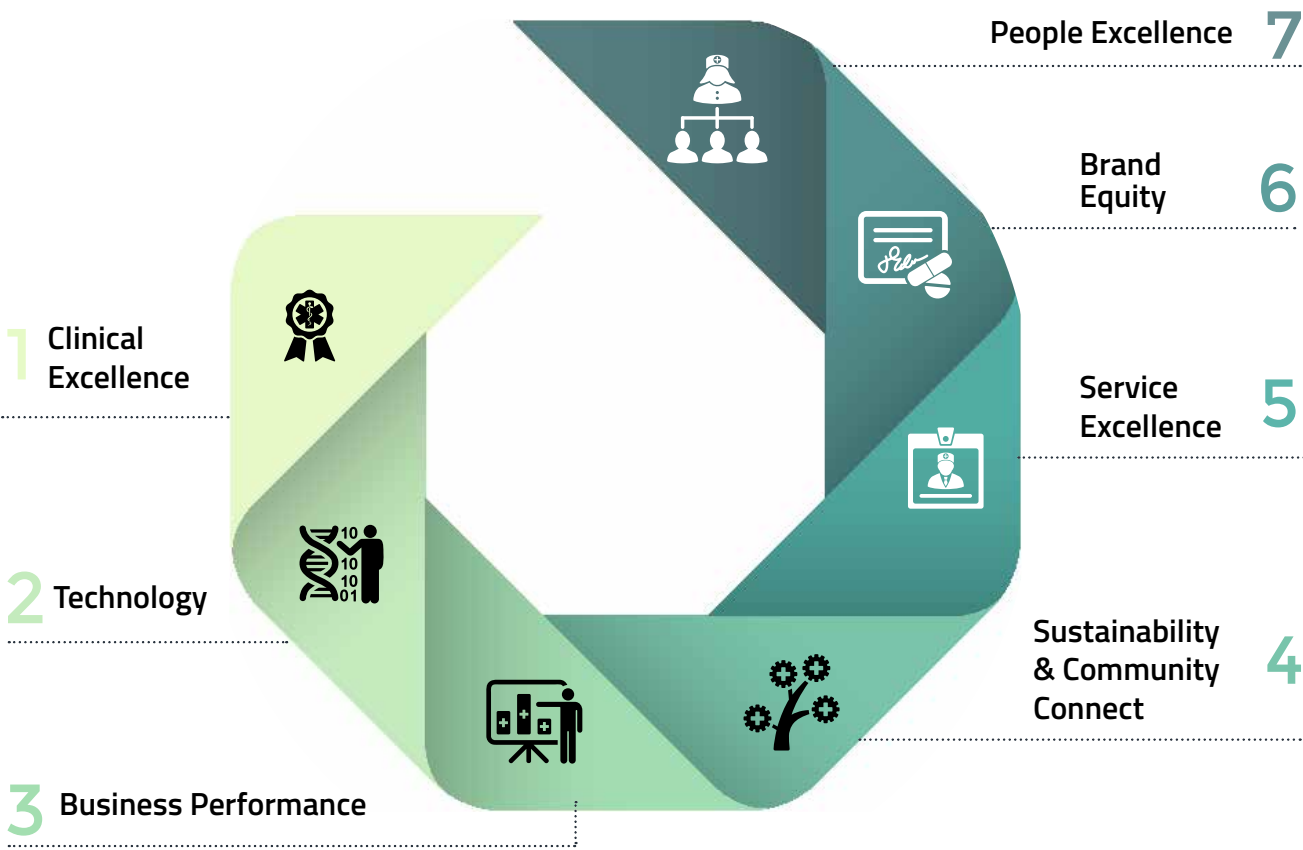 1
Clinical
Excellence
2
Technology
3
Business Performance
4
Sustainability
& Community
Connect
5
Service
Excellence
6
Brand
Equity
7
People Excellence
10
10
10
01